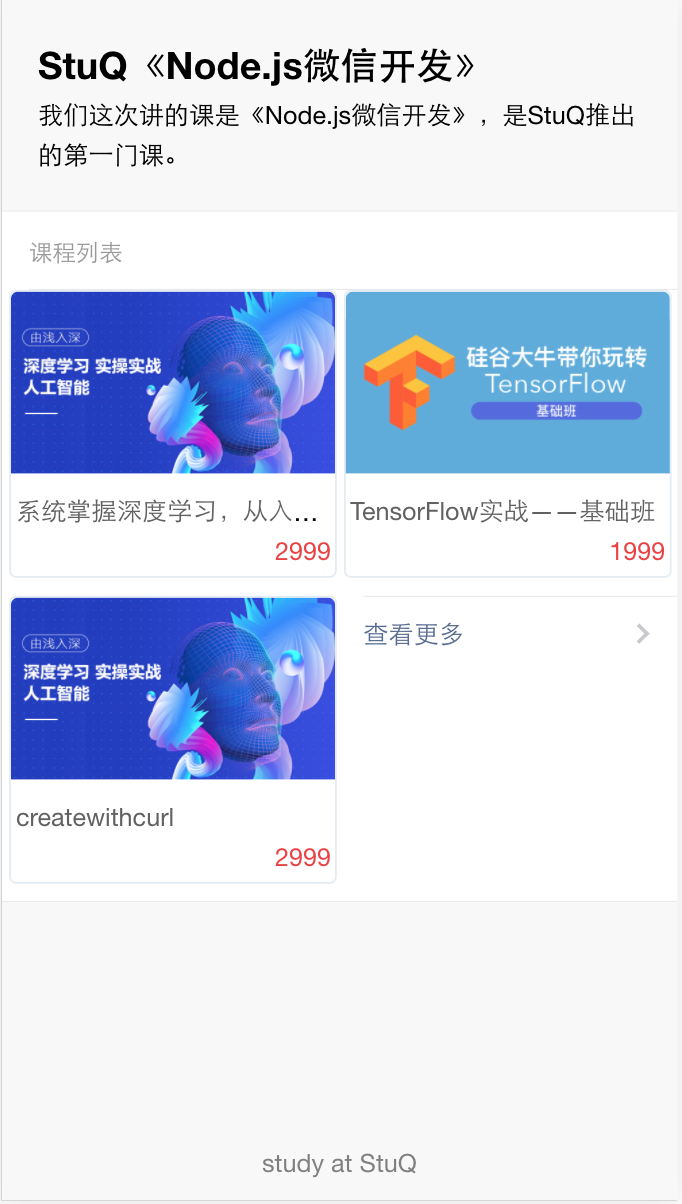 StuQ《Node.js微信开发》
我们这次讲的课是《Node.js微信开发》，是StuQ推出
的第一门课。
课程列表
由浅入深
深度学习 实操实战
人工智能
硅谷大牛带你玩转
TensorFlow
基础班
系统掌握深度学习，从入...
2999
TensorFlow实战——基础班
1999
由浅入深
深度学习 实操实战
人工智能
查看更多
createwithcurl
2999
study at StuQ